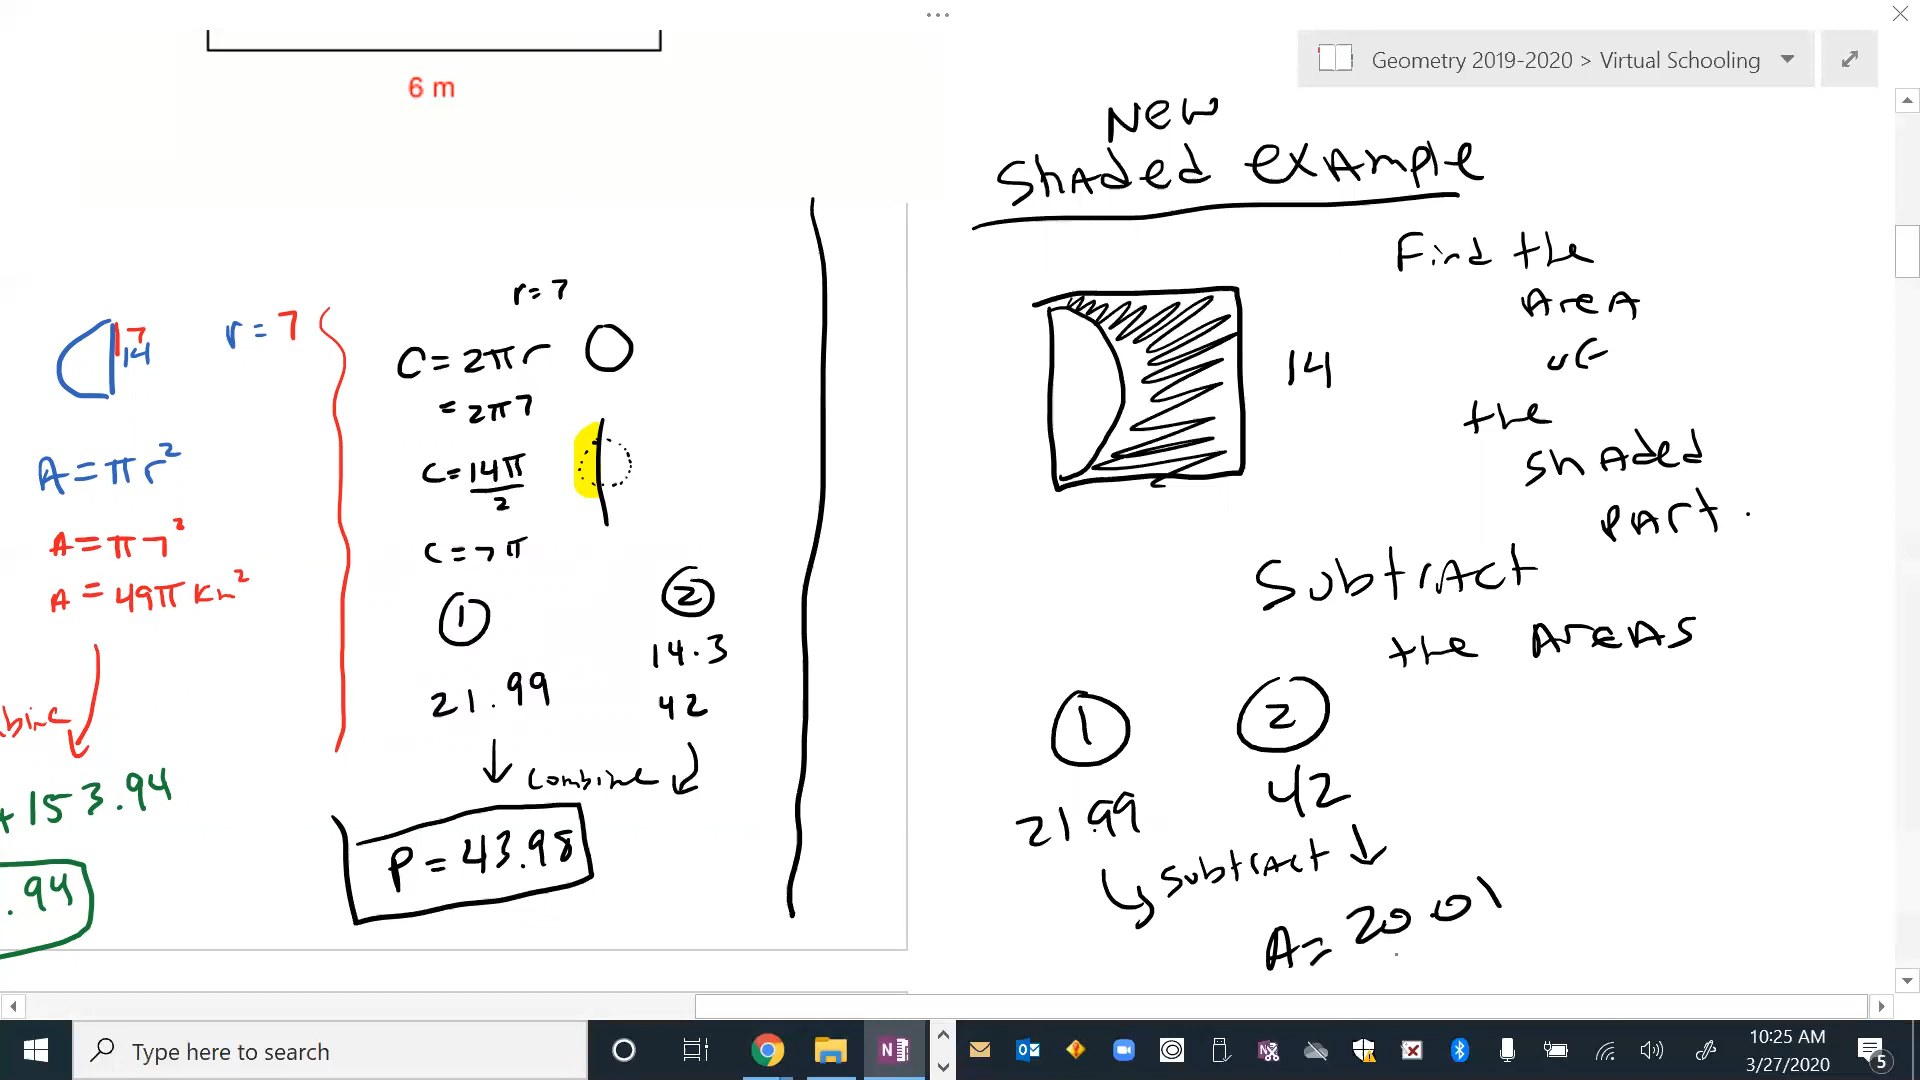 6 m
Geometry 2019-2020 > Virtual Schooling
New
Shaded Example
Find the
Area
of
the
shaded
part.
14
Subtract
the Areas
1
2
21.99
42
subtract
A= 20.01
7
14
r = 7
A = πr²
A = π7²
A = 49π Km²
+ 153.94
.94
r = 7
C = 2πr
= 2π7
C = 14π
2
C = 7π
1
2
14.3
21.99
42
combine
P = 43.98
Type here to search
10:25 AM
3/27/2020
5